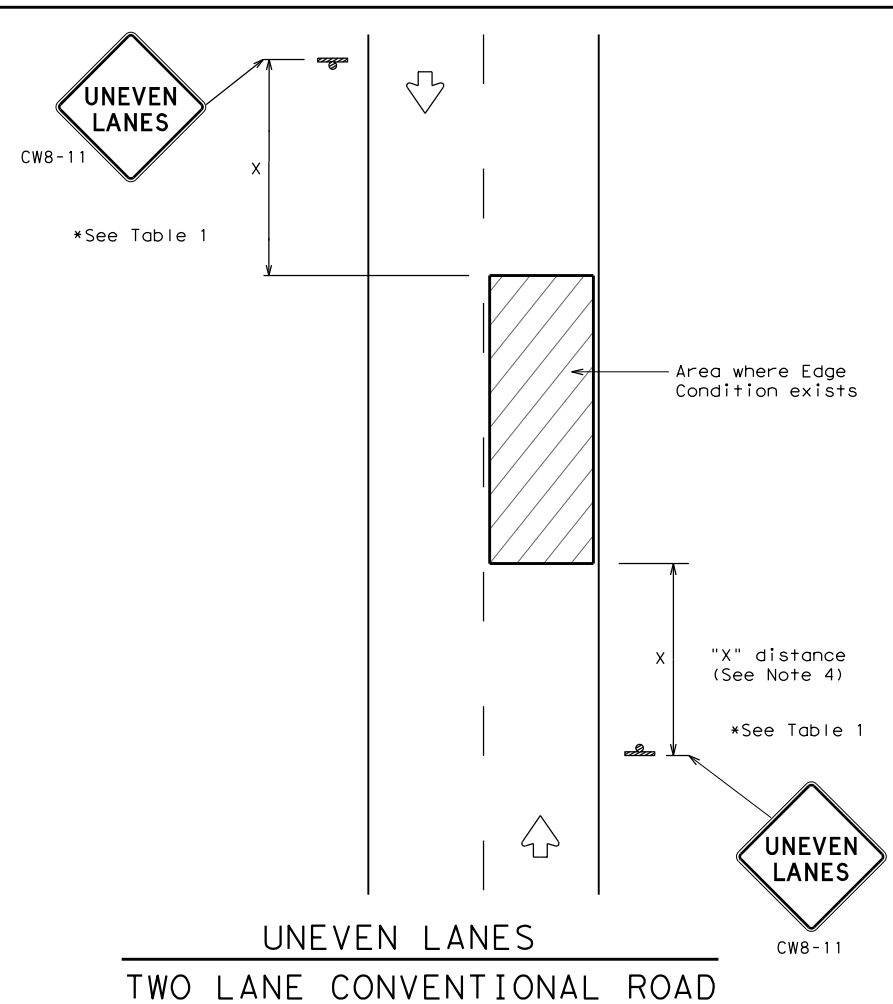 UNEVEN
LANES
CW8-11
X
*See Table 1
Area where Edge
Condition exists
X
"X" distance
(See Note 4)
*See Table 1
UNEVEN
LANES
CW8-11
UNEVEN LANES
TWO LANE CONVENTIONAL ROAD